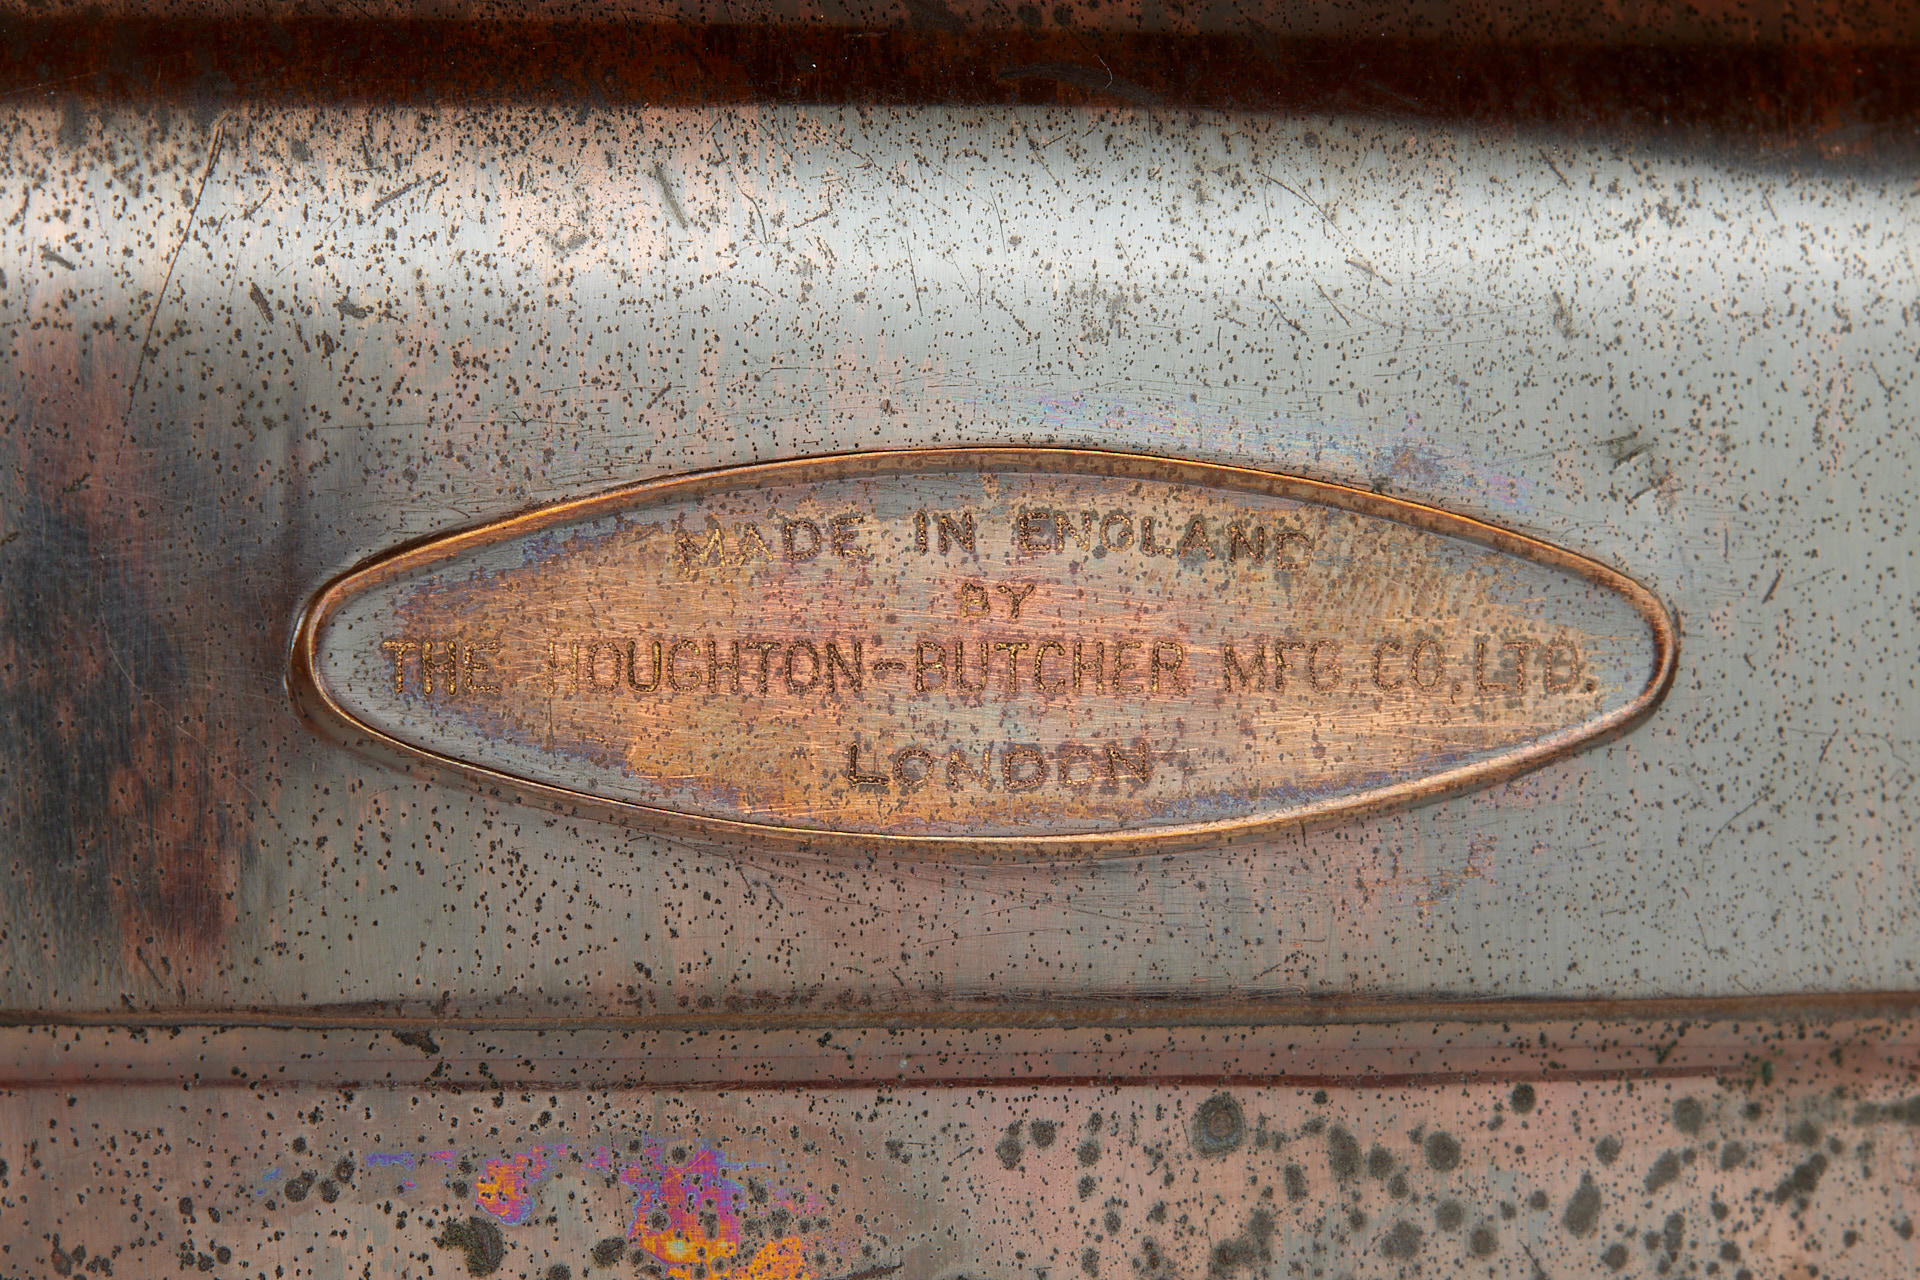 MADE IN ENGLAND
BY
THE HOUGHTON-BUTCHER MFG. CO, LTD.
LONDON